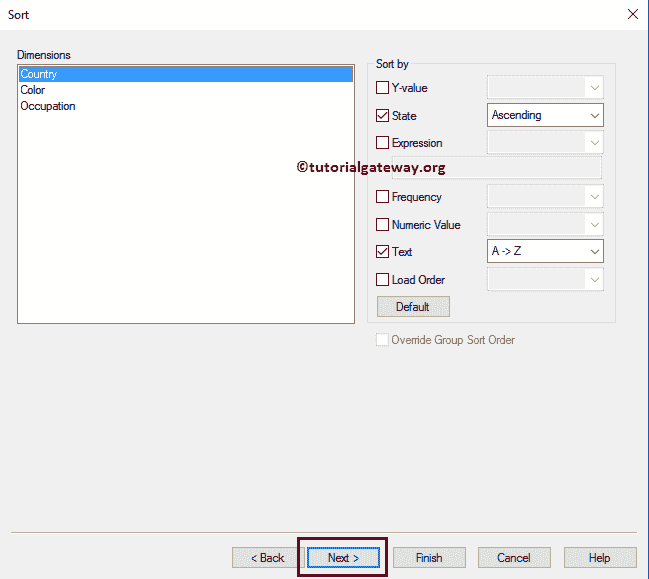 Sort
Dimensions
Country
Color
Occupation
Sort by
Y-value
State Ascending
Expression
©tutorialgateway.org
Frequency
Numeric Value
Text A -> Z
Load Order
Default
Override Group Sort Order
< Back Next > Finish Cancel Help